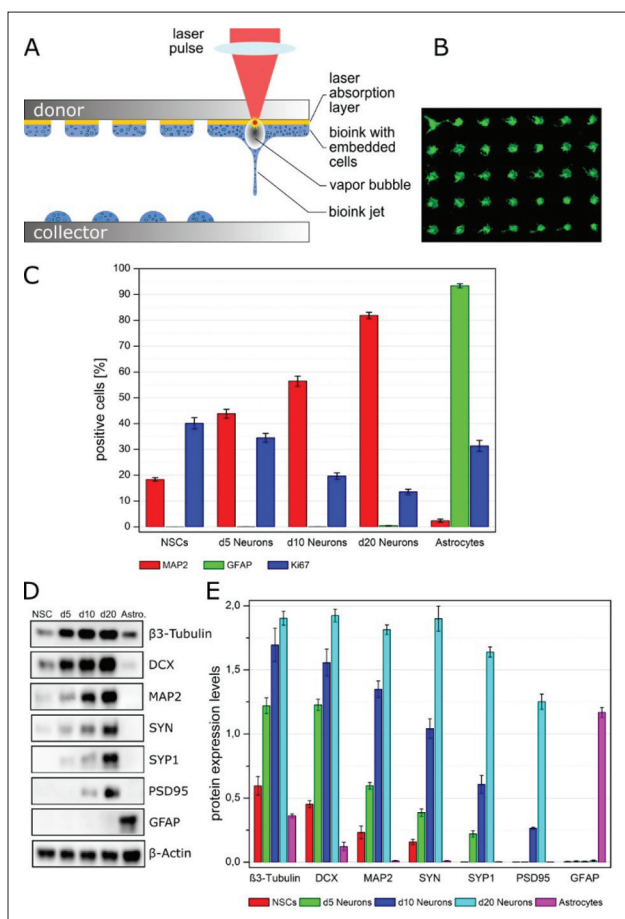 A
laser
pulse
donor
laser
absorption
layer
bioink with
embedded
cells
vapor bubble
bioink jet
collector
B
C
positive cells [%]
100
90
80
70
60
50
40
30
20
10
0
NSCs d5 Neurons d10 Neurons d20 Neurons Astrocytes
MAP2 GFAP Ki67
D
NSC d5 d10 d20 Astro.
β3-Tubulin
DCX
MAP2
SYN
SYP1
PSD95
GFAP
β-Actin
E
protein expression levels
2,0
1,5
1,0
0,5
0,0
ß3-Tubulin DCX MAP2 SYN SYP1 PSD95 GFAP
NSCs d5 Neurons d10 Neurons d20 Neurons Astrocytes